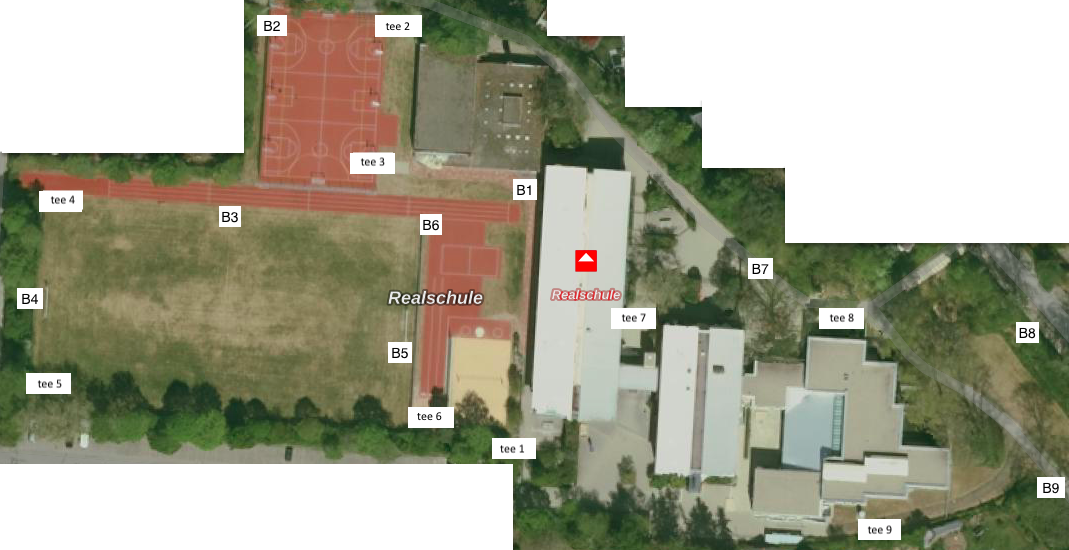 B2
tee 2
tee 3
B1
tee 4
B3
B6
B7
B4
Realschule
Realschule
tee 7
tee 8
B8
B5
tee 5
tee 6
tee 1
B9
tee 9